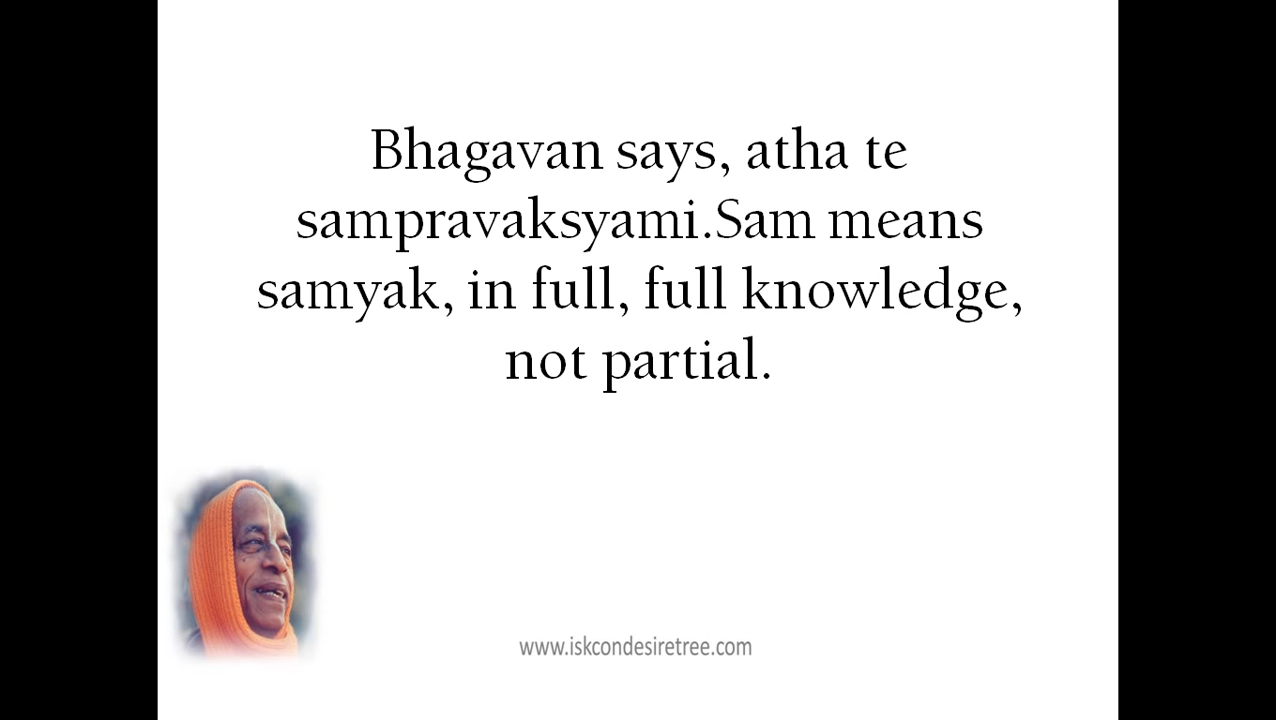 Bhagavan says, atha te
sampravaksyami.Sam means
samyak, in full, full knowledge,
not partial.
www.iskcondesiretree.com